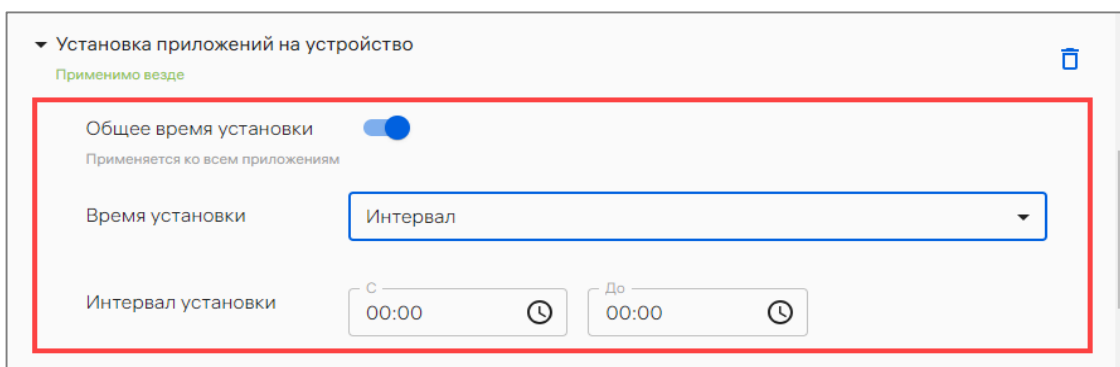 Установка приложений на устройство
Применимо везде
Общее время установки
Применяется ко всем приложениям
Время установки
Интервал
Интервал установки
С
00:00
До
00:00